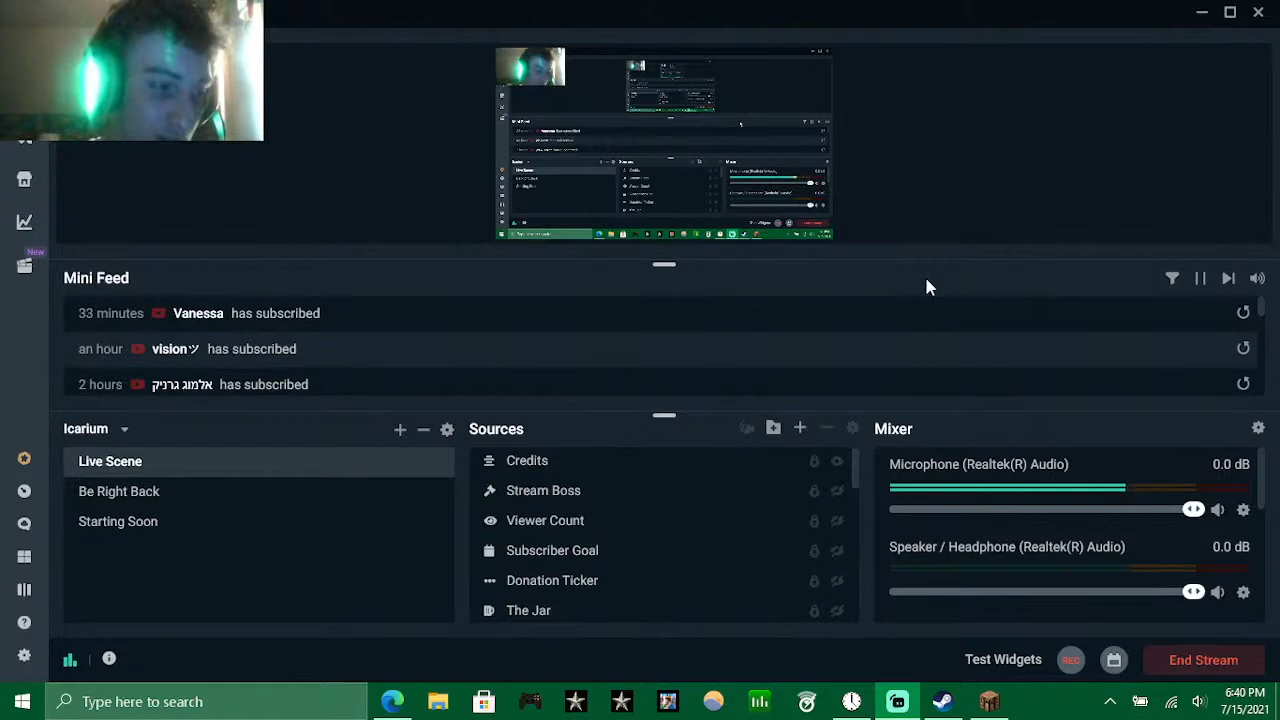 New
Mini Feed
33 minutes Vanessa has subscribed
an hour visionツ has subscribed
2 hours אלמוג גרניק has subscribed
Icarium
Sources
Mixer
Live Scene
Be Right Back
Starting Soon
Credits
Stream Boss
Viewer Count
Subscriber Goal
Donation Ticker
The Jar
Microphone (Realtek(R) Audio) 0.0 dB
Speaker / Headphone (Realtek(R) Audio) 0.0 dB
Test Widgets
REC
End Stream
Type here to search
6:40 PM
7/15/2021